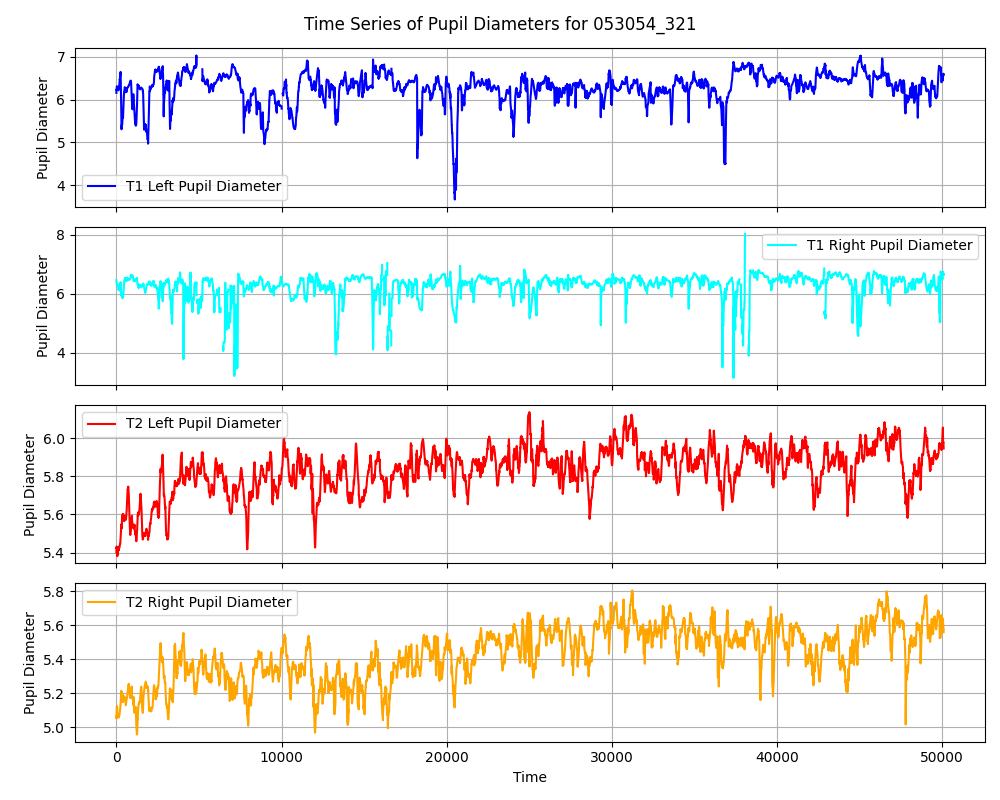 Time Series of Pupil Diameters for 053054_321
7
6
5
4
Pupil Diameter
T1 Left Pupil Diameter
8
6
4
Pupil Diameter
T1 Right Pupil Diameter
6.0
5.8
5.6
5.4
Pupil Diameter
T2 Left Pupil Diameter
5.8
5.6
5.4
5.2
5.0
Pupil Diameter
T2 Right Pupil Diameter
0 10000 20000 30000 40000 50000
Time